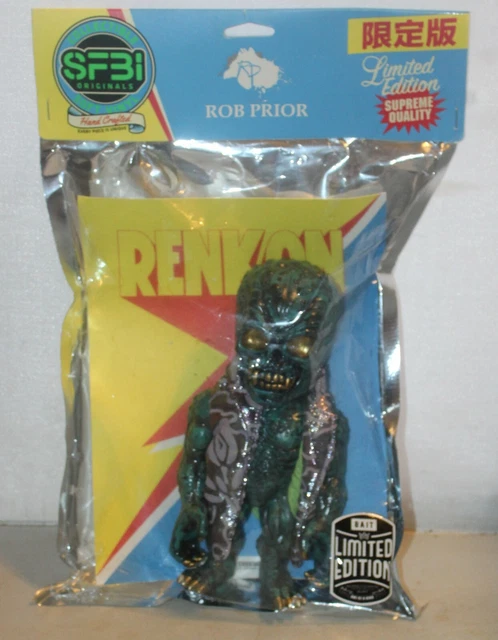 SFBI
ORIGINALS
Hand Crafted
ROB PRIOR
限定版
Limited
Edition
SUPREME
QUALITY
RENKON
BAIT
LIMITED
EDITION